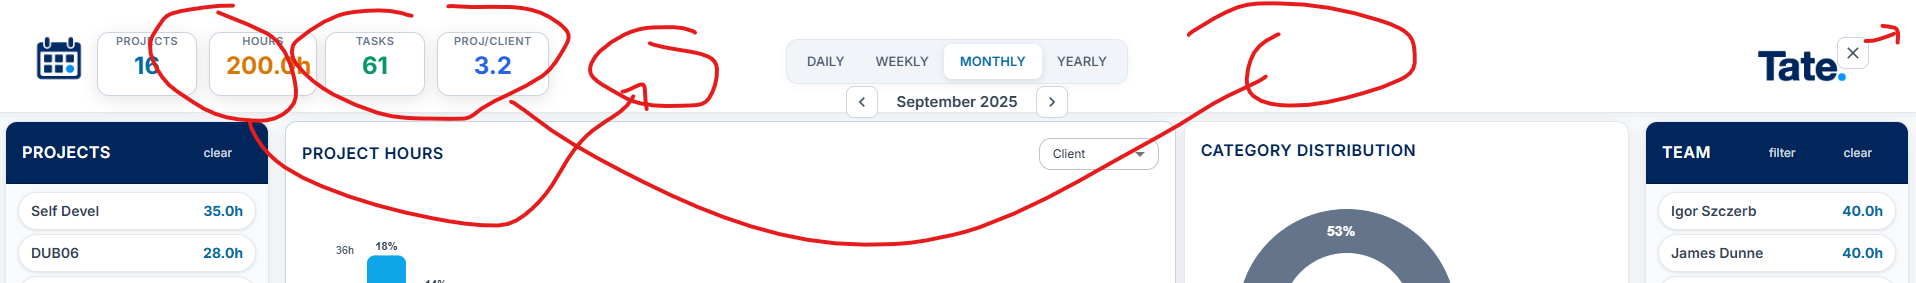 PROJECTS
16
HOURS
200.0h
TASKS
61
PROJ/CLIENT
3.2
DAILY WEEKLY MONTHLY YEARLY
September 2025
Tate.
PROJECTS clear
Self Devel 35.0h
DUB06 28.0h
PROJECT HOURS Client
36h 18%
CATEGORY DISTRIBUTION
53%
TEAM filter clear
Igor Szczerb 40.0h
James Dunne 40.0h